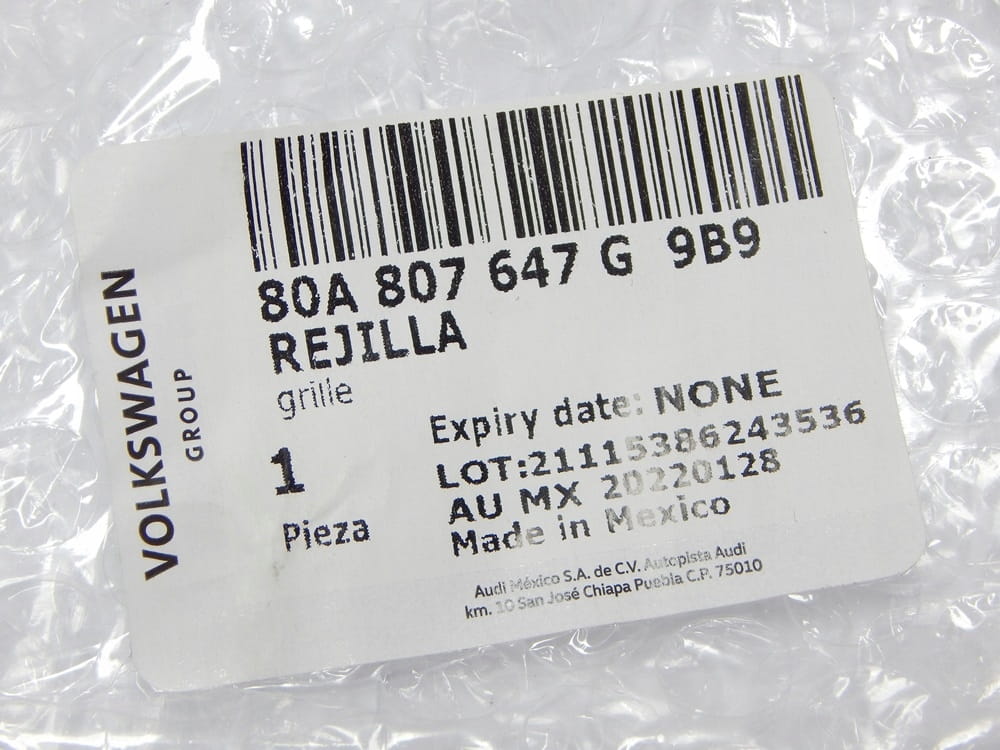 VOLKSWAGEN
GROUP
80A 807 647 G 9B9
REJILLA
grille
1
Pieza
Expiry date: NONE
LOT:21115386243536
AU MX 20220128
Made in Mexico
Audi México S.A. de C.V. Autopista Audi
km. 10 San José Chiapa Puebla C.P. 75010